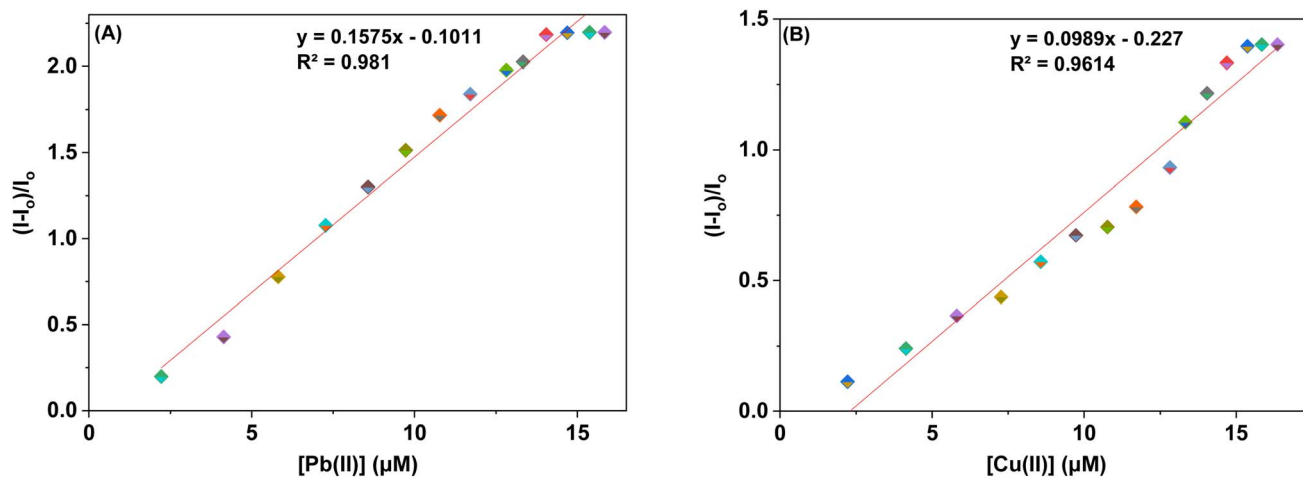 (A)
y = 0.1575x - 0.1011
R² = 0.981
(I-Iₒ)/Iₒ
2.0
1.5
1.0
0.5
0.0
0
5
10
15
[Pb(II)] (µM)
(B)
y = 0.0989x - 0.227
R² = 0.9614
(I-Iₒ)/Iₒ
1.5
1.0
0.5
0.0
0
5
10
15
[Cu(II)] (µM)